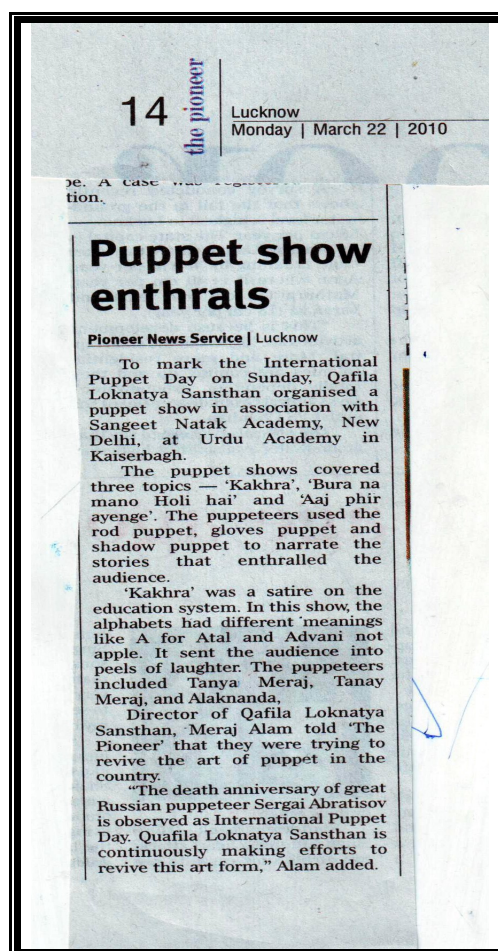 14
the pioneer
Lucknow
Monday | March 22 | 2010
tion.
Puppet show
enthrals
Pioneer News Service | Lucknow
To mark the International
Puppet Day on Sunday, Qafila
Loknatya Sansthan organised a
puppet show in association with
Sangeet Natak Academy, New
Delhi, at Urdu Academy in
Kaiserbagh.
The puppet shows covered
three topics — ‘Kakhra’, ‘Bura na
mano Holi hai’ and ‘Aaj phir
ayenge’. The puppeteers used the
rod puppet, gloves puppet and
shadow puppet to narrate the
stories that enthralled the
audience.
‘Kakhra’ was a satire on the
education system. In this show, the
alphabets had different meanings
like A for Atal and Advani not
apple. It sent the audience into
peels of laughter. The puppeteers
included Tanya Meraj, Tanay
Meraj, and Alaknanda,
Director of Qafila Loknatya
Sansthan, Meraj Alam told ‘The
Pioneer’ that they were trying to
revive the art of puppet in the
country.
“The death anniversary of great
Russian puppeteer Sergai Abratisov
is observed as International Puppet
Day. Quafila Loknatya Sansthan is
continuously making efforts to
revive this art form,” Alam added.